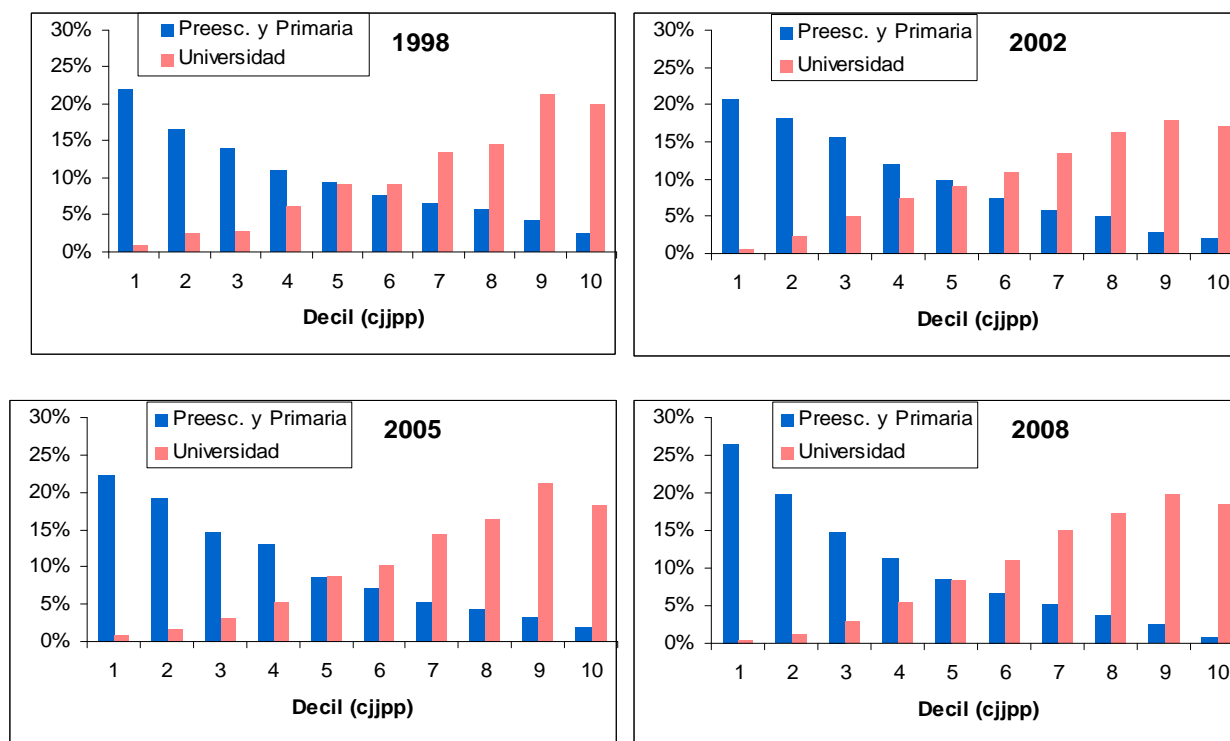 30%
25%
20%
15%
10%
5%
0%
Preesc. y Primaria
Universidad
1998
1 2 3 4 5 6 7 8 9 10
Decil (cjjpp)
30%
25%
20%
15%
10%
5%
0%
Preesc. y Primaria
Universidad
2002
1 2 3 4 5 6 7 8 9 10
Decil (cjjpp)
30%
25%
20%
15%
10%
5%
0%
Preesc. y Primaria
Universidad
2005
1 2 3 4 5 6 7 8 9 10
Decil (cjjpp)
30%
25%
20%
15%
10%
5%
0%
Preesc. y Primaria
Universidad
2008
1 2 3 4 5 6 7 8 9 10
Decil (cjjpp)